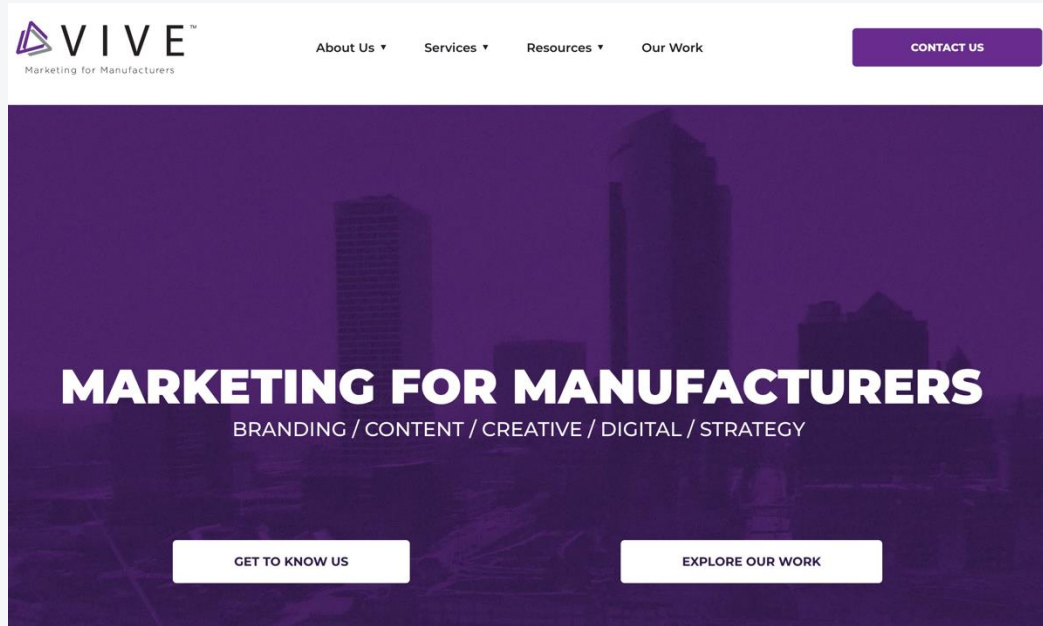 VIVE™
Marketing for Manufacturers
About Us ▼ Services ▼ Resources ▼ Our Work CONTACT US
MARKETING FOR MANUFACTURERS
BRANDING / CONTENT / CREATIVE / DIGITAL / STRATEGY
GET TO KNOW US EXPLORE OUR WORK